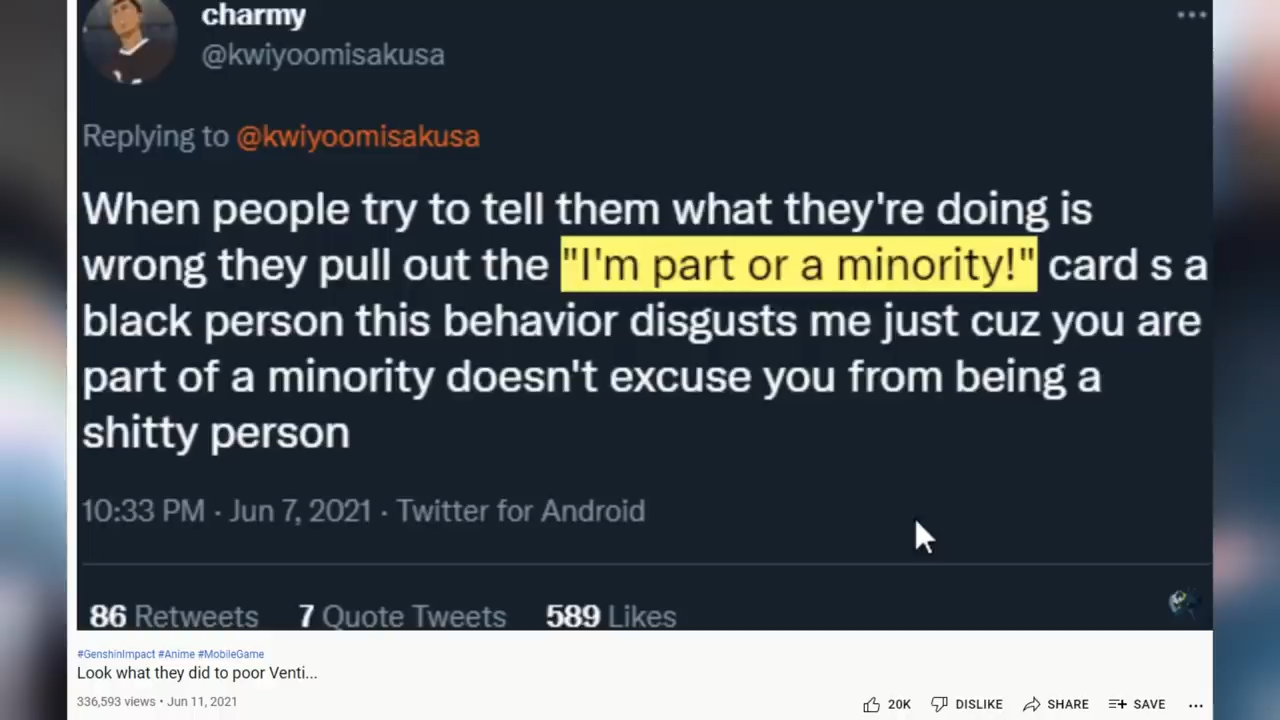 charmy
@kwiyoomisakusa
Replying to @kwiyoomisakusa
When people try to tell them what they're doing is
wrong they pull out the "I'm part or a minority!" card s a
black person this behavior disgusts me just cuz you are
part of a minority doesn't excuse you from being a
shitty person
10:33 PM · Jun 7, 2021 · Twitter for Android
86 Retweets 7 Quote Tweets 589 Likes
#GenshinImpact #Anime #MobileGame
Look what they did to poor Venti...
336,593 views • Jun 11, 2021
20K DISLIKE SHARE SAVE